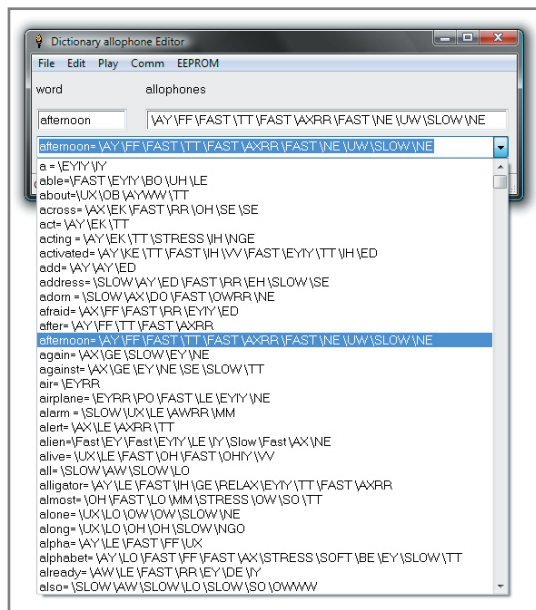 Dictionary allophone Editor
File Edit Play Comm EEPROM
word allophones
afternoon \AY\FF\FAST\TT\FAST\AXRR\FAST\NE\UW\SLOW\NE
afternoon= \AY\FF\FAST\TT\FAST\AXRR\FAST\NE\UW\SLOW\NE
a = \EYIY\IY
able=\FAST\EYIY\BO\UH\LE
about=\UX\OB\AYWW\TT
across= \AX\EK\FAST\RR\OH\SE\SE
act= \AY\EK\TT
acting = \AY\EK\TT\STRESS\IH\NGE
activated= \AY\KE\TT\FAST\IH\VV\FAST\EYIY\TT\IH\ED
add= \AY\AY\ED
address= \SLOW\AY\ED\FAST\RR\EH\SLOW\SE
adorn = \SLOW\AX\DO\FAST\OWRR\NE
afraid= \AX\FF\FAST\RR\EYIY\ED
after= \AY\FF\TT\FAST\AXRR
afternoon= \AY\FF\FAST\TT\FAST\AXRR\FAST\NE\UW\SLOW\NE
again= \AX\GE\SLOW\EY\NE
against= \AX\GE\EY\NE\SE\SLOW\TT
air= \EYRR
airplane= \EYRR\PO\FAST\LE\EYIY\NE
alarm = \SLOW\UX\LE\AWRR\MM
alert= \AX\LE\AXRR\TT
alien=\Fast\EY\Fast\EYIY\LE\IY\Slow\Fast\AX\NE
alive= \UX\LE\FAST\OH\FAST\OHIY\VV
all= \SLOW\AW\SLOW\LO
alligator= \AY\LE\FAST\IH\GE\RELAX\EYIY\TT\FAST\AXRR
almost= \OH\FAST\LO\MM\STRESS\OW\SO\TT
alone= \UX\LO\OW\OW\SLOW\NE
along= \UX\LO\OH\OH\SLOW\NGO
alpha= \AY\LE\FAST\FF\UX
alphabet= \AY\LO\FAST\FF\FAST\AX\STRESS\SOFT\BE\EY\SLOW\TT
already= \AW\LE\FAST\RR\EY\DE\IY
also= \SLOW\AW\SLOW\LO\SLOW\SO\OWWW